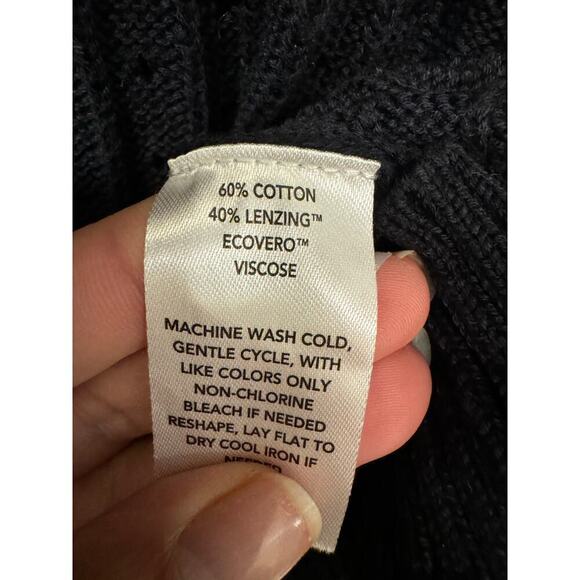 60% COTTON
40% LENZING™
ECOVERO™
VISCOSE
MACHINE WASH COLD,
GENTLE CYCLE, WITH
LIKE COLORS ONLY
NON-CHLORINE
BLEACH IF NEEDED
RESHAPE, LAY FLAT TO
DRY COOL IRON IF
NEEDED